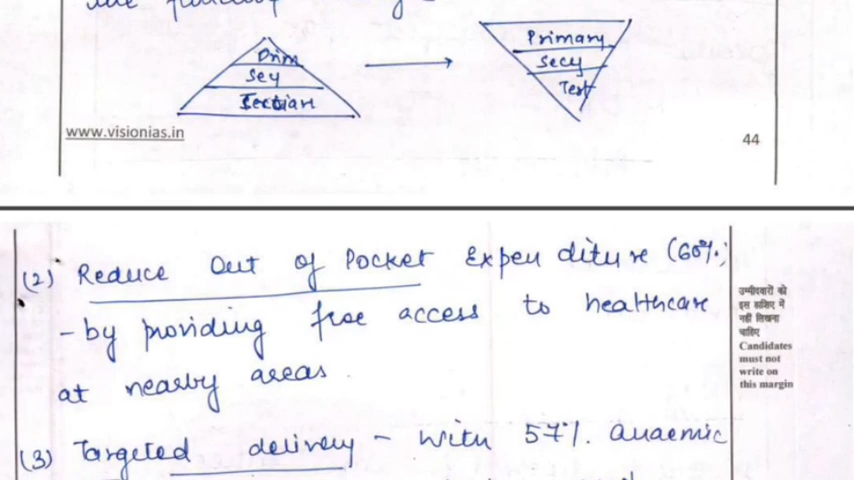 Prim
Secy
Tertiary
Primary
Secy
Tert
www.visionias.in
44
(2) Reduce Out of Pocket Expenditure (60%)
- by providing free access to healthcare
at nearby areas
(3) Targeted delivery - With 57% anaemic
उम्मीदवारों को
इस हाशिए में
नहीं लिखना
चाहिए
Candidates
must not
write on
this margin